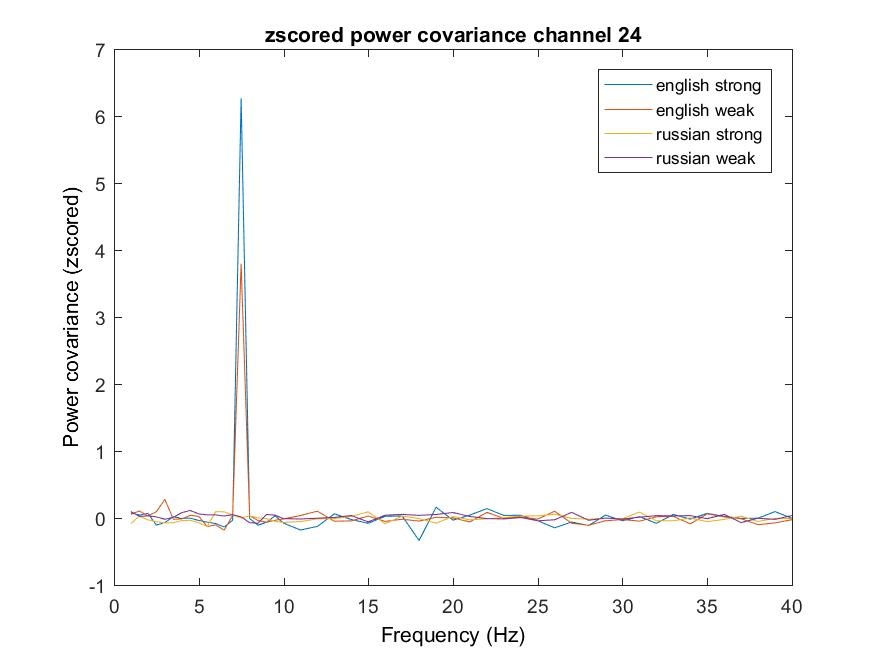 zscored power covariance channel 24
7
6
5
4
3
2
1
0
-1
Power covariance (zscored)
english strong
english weak
russian strong
russian weak
0 5 10 15 20 25 30 35 40
Frequency (Hz)